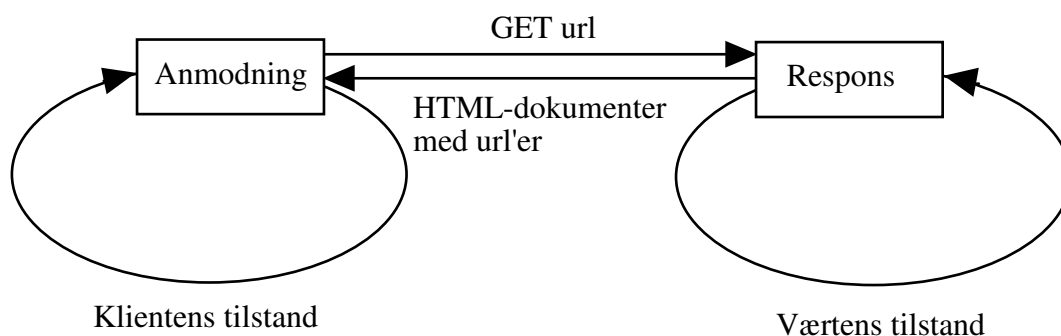 GET url
Anmodning
Respons
HTML-dokumenter
med url'er
Klientens tilstand
Værtens tilstand